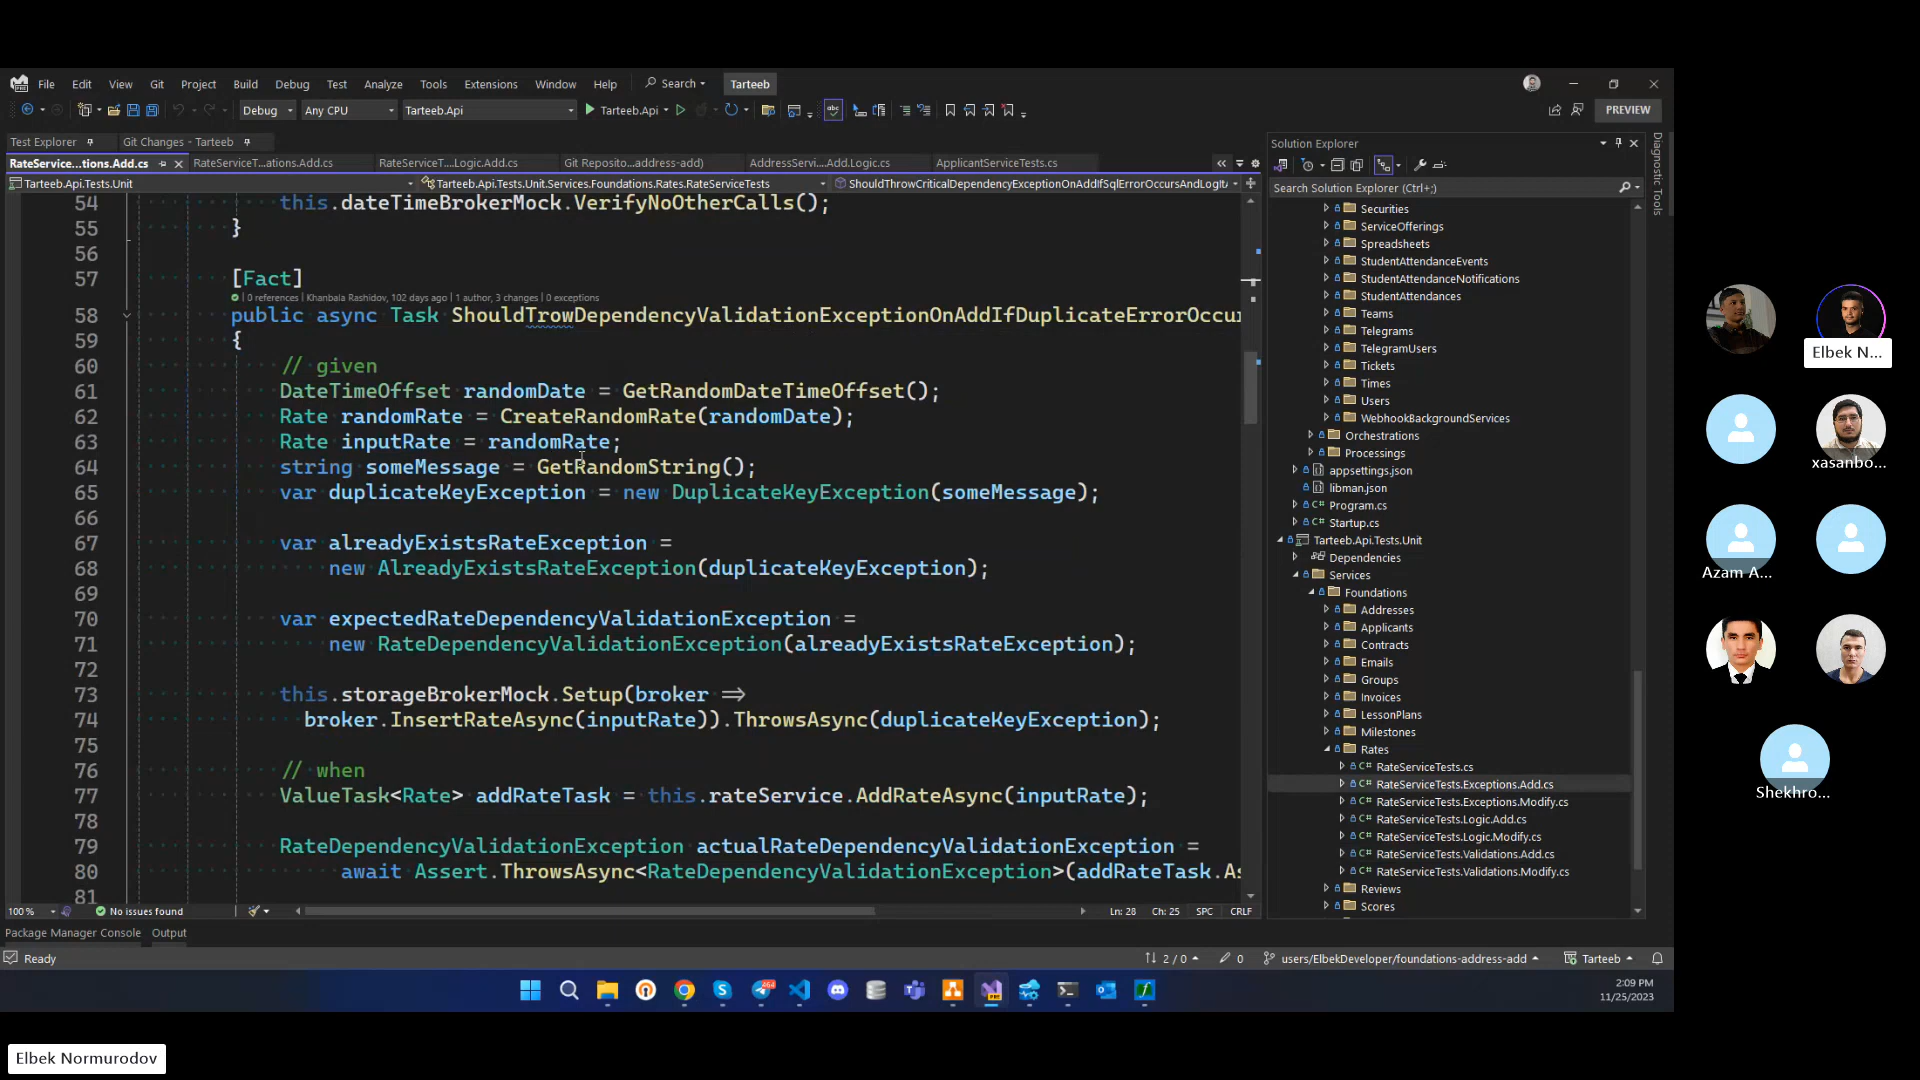 File Edit View Git Project Build Debug Test Analyze Tools Extensions Window Help Search Tarteeb
Debug Any CPU Tarteeb.Api Tarteeb.Api PREVIEW
Test Explorer Git Changes - Tarteeb
RateService...tions.Add.cs RateServiceT...ations.Add.cs RateServiceT....Logic.Add.cs Git Reposito...address-add) AddressServi...Add.Logic.cs ApplicantServiceTests.cs
Tarteeb.Api.Tests.Unit Tarteeb.Api.Tests.Unit.Services.Foundations.Rates.RateServiceTests ShouldThrowCriticalDependencyExceptionOnAddIfSqlErrorOccursAndLogIt
54 this.dateTimeBrokerMock.VerifyNoOtherCalls();
55 }
56
57 [Fact]
0 references | Khanbala Rashidov, 102 days ago | 1 author, 3 changes | 0 exceptions
58 public async Task ShouldTrowDependencyValidationExceptionOnAddIfDuplicateErrorOccur
59 {
60 // given
61 DateTimeOffset randomDate = GetRandomDateTimeOffset();
62 Rate randomRate = CreateRandomRate(randomDate);
63 Rate inputRate = randomRate;
64 string someMessage = GetRandomString();
65 var duplicateKeyException = new DuplicateKeyException(someMessage);
66
67 var alreadyExistsRateException =
68 new AlreadyExistsRateException(duplicateKeyException);
69
70 var expectedRateDependencyValidationException =
71 new RateDependencyValidationException(alreadyExistsRateException);
72
73 this.storageBrokerMock.Setup(broker =>
74 broker.InsertRateAsync(inputRate)).ThrowsAsync(duplicateKeyException);
75
76 // when
77 ValueTask<Rate> addRateTask = this.rateService.AddRateAsync(inputRate);
78
79 RateDependencyValidationException actualRateDependencyValidationException =
80 await Assert.ThrowsAsync<RateDependencyValidationException>(addRateTask.As
81
100 % No issues found Ln: 28 Ch: 25 SPC CRLF
Package Manager Console Output
Ready 2 / 0 0 users/ElbekDeveloper/foundations-address-add Tarteeb
Solution Explorer
Search Solution Explorer (Ctrl+;)
Securities
ServiceOfferings
Spreadsheets
StudentAttendanceEvents
StudentAttendanceNotifications
StudentAttendances
Teams
Telegrams
TelegramUsers
Tickets
Times
Users
WebhookBackgroundServices
Orchestrations
Processings
appsettings.json
libman.json
C# Program.cs
C# Startup.cs
Tarteeb.Api.Tests.Unit
Dependencies
Services
Foundations
Addresses
Applicants
Contracts
Emails
Groups
Invoices
LessonPlans
Milestones
Rates
C# RateServiceTests.cs
C# RateServiceTests.Exceptions.Add.cs
C# RateServiceTests.Exceptions.Modify.cs
C# RateServiceTests.Logic.Add.cs
C# RateServiceTests.Logic.Modify.cs
C# RateServiceTests.Validations.Add.cs
C# RateServiceTests.Validations.Modify.cs
Reviews
Scores
Diagnostic Tools
2:09 PM
11/25/2023
Elbek N...
xasanbo...
Azam A...
Shekhro...
Elbek Normurodov